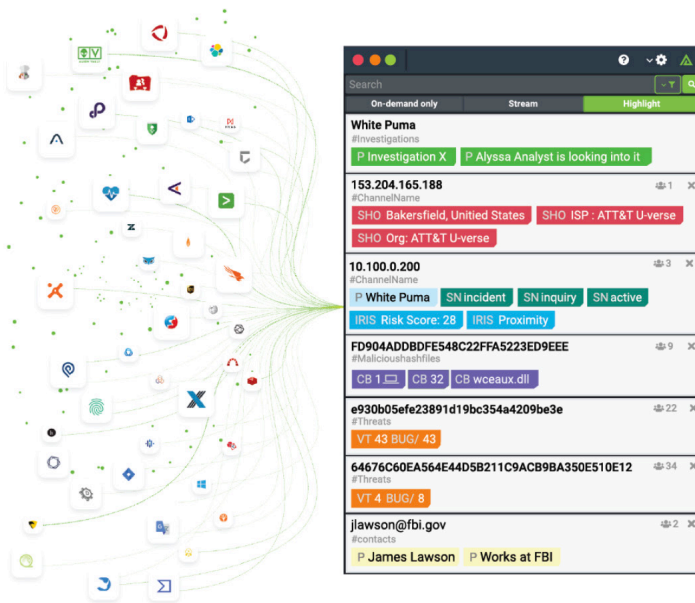 Search
On-demand only Stream Highlight
White Puma
#Investigations
P Investigation X P Alyssa Analyst is looking into it
153.204.165.188 1
#ChannelName
SHO Bakersfield, Unitied States SHO ISP : ATT&T U-verse
SHO Org: ATT&T U-verse
10.100.0.200 3
#ChannelName
P White Puma SN incident SN inquiry SN active
IRIS Risk Score: 28 IRIS Proximity
FD904ADDBDFE548C22FFA5223ED9EEE 9
#Malicioushashfiles
CB 1 CB 32 CB wceaux.dll
e930b05efe23891d19bc354a4209be3e 22
#Threats
VT 43 BUG/ 43
64676C60EA564E44D5B211C9ACB9BA350E510E12 34
#Threats
VT 4 BUG/ 8
jlawson@fbi.gov 2
#contacts
P James Lawson P Works at FBI